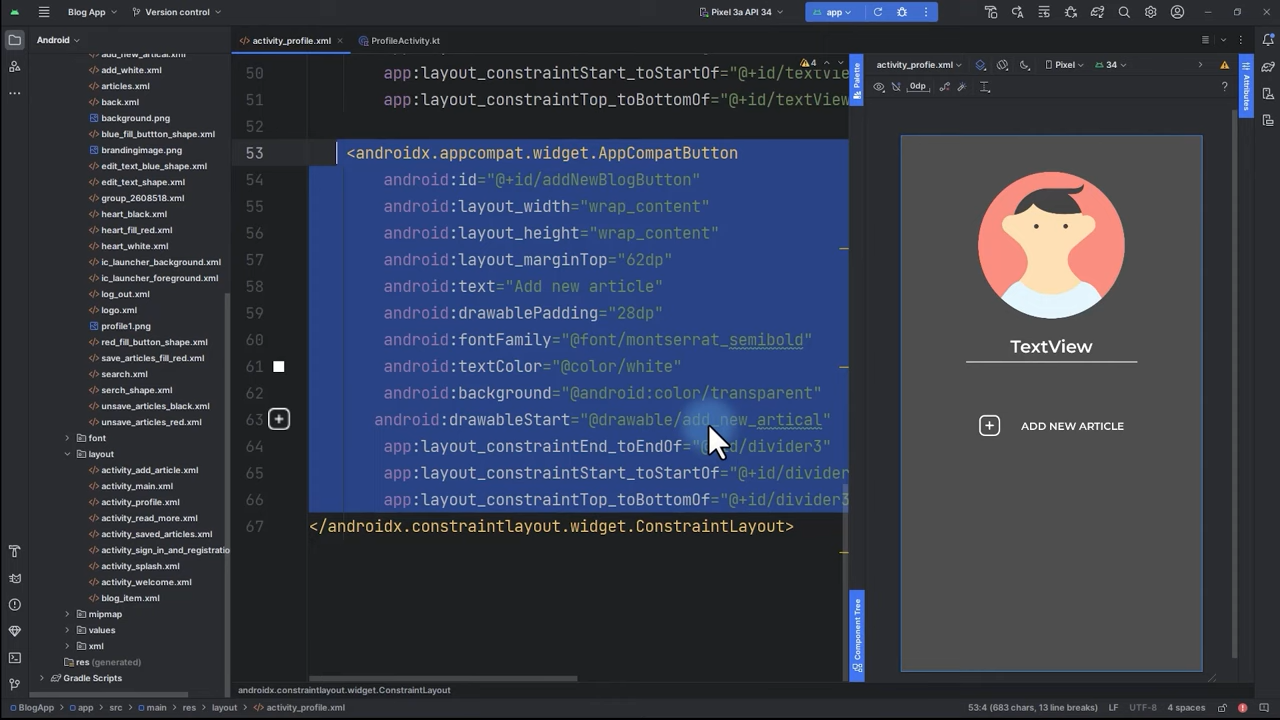 Blog App
Version control
Pixel 3a API 34
app
Android
activity_profile.xml
ProfileActivity.kt
add_new_artical.xml
add_white.xml
articles.xml
back.xml
background.png
blue_fill_buttton_shape.xml
brandingimage.png
edit_text_blue_shape.xml
edit_text_shape.xml
group_2608518.xml
heart_black.xml
heart_fill_red.xml
heart_white.xml
ic_launcher_background.xml
ic_launcher_foreground.xml
log_out.xml
logo.xml
profile1.png
red_fill_button_shape.xml
save_articles_fill_red.xml
search.xml
serch_shape.xml
unsave_articles_black.xml
unsave_articles_red.xml
font
layout
activity_add_article.xml
activity_main.xml
activity_profile.xml
activity_read_more.xml
activity_saved_articles.xml
activity_sign_in_and_registratio
activity_splash.xml
activity_welcome.xml
blog_item.xml
mipmap
values
xml
res (generated)
Gradle Scripts
4
50 app:layout_constraintStart_toStartOf="@+id/textVie
51 app:layout_constraintTop_toBottomOf="@+id/textView
52
53 <androidx.appcompat.widget.AppCompatButton
54 android:id="@+id/addNewBlogButton"
55 android:layout_width="wrap_content"
56 android:layout_height="wrap_content"
57 android:layout_marginTop="62dp"
58 android:text="Add new article"
59 android:drawablePadding="28dp"
60 android:fontFamily="@font/montserrat_semibold"
61 android:textColor="@color/white"
62 android:background="@android:color/transparent"
63 android:drawableStart="@drawable/add_new_artical"
64 app:layout_constraintEnd_toEndOf="@+id/divider3"
65 app:layout_constraintStart_toStartOf="@+id/divider
66 app:layout_constraintTop_toBottomOf="@+id/divider3
67 </androidx.constraintlayout.widget.ConstraintLayout>
androidx.constraintlayout.widget.ConstraintLayout
Palette
Component Tree
activity_profile.xml
Pixel
34
0dp
?
Attributes
TextView
ADD NEW ARTICLE
BlogApp > app > src > main > res > layout > activity_profile.xml
53:4 (683 chars, 13 line breaks)
LF
UTF-8
4 spaces